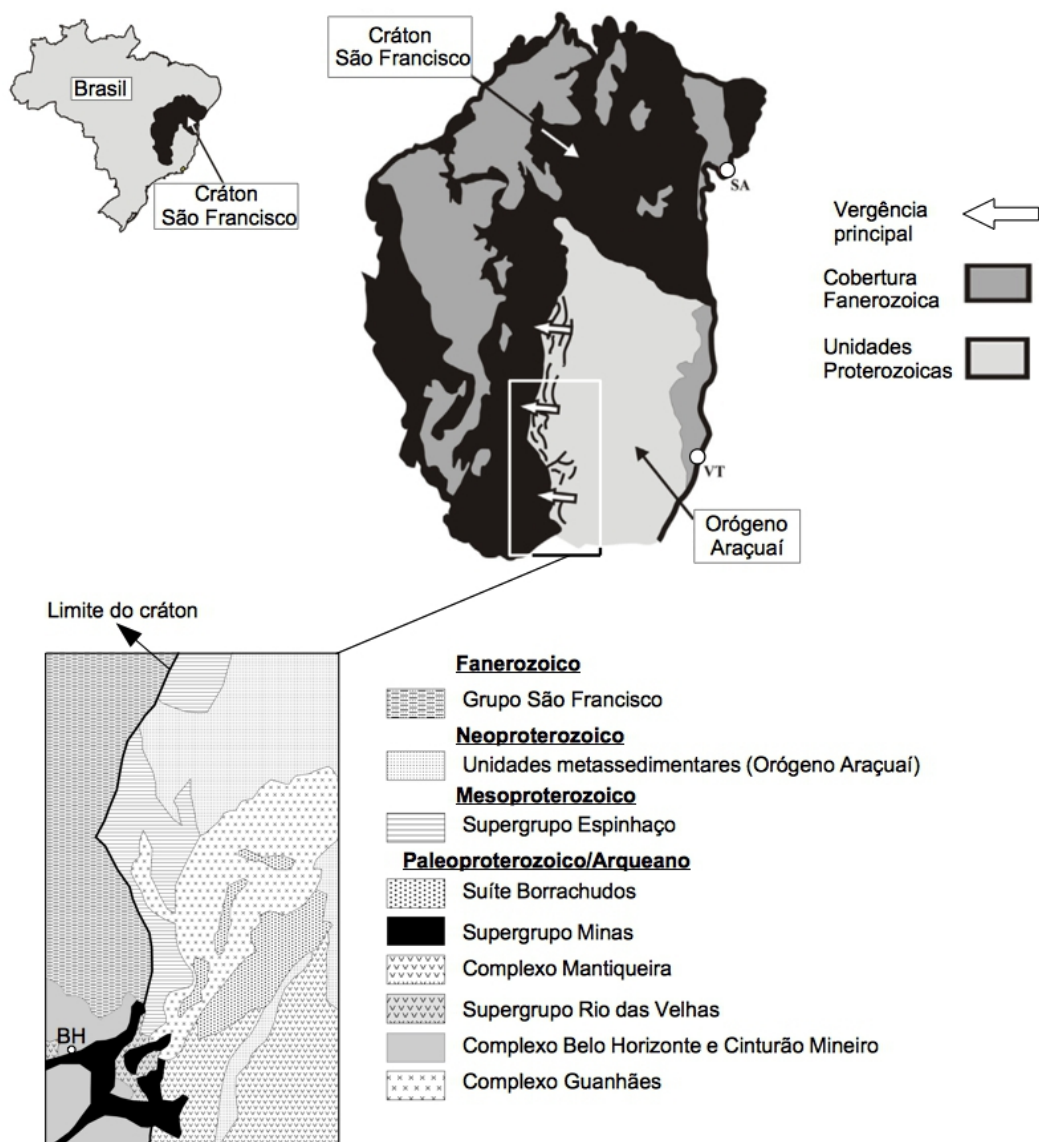 Brasil
Cráton
São Francisco
Cráton
São Francisco
SA
VT
Orógeno
Araçuaí
Vergência
principal
Cobertura
Fanerozoica
Unidades
Proterozoicas
Limite do cráton
BH
Fanerozoico
Grupo São Francisco
Neoproterozoico
Unidades metassedimentares (Orógeno Araçuaí)
Mesoproterozoico
Supergrupo Espinhaço
Paleoproterozoico/Arqueano
Suíte Borrachudos
Supergrupo Minas
Complexo Mantiqueira
Supergrupo Rio das Velhas
Complexo Belo Horizonte e Cinturão Mineiro
Complexo Guanhães